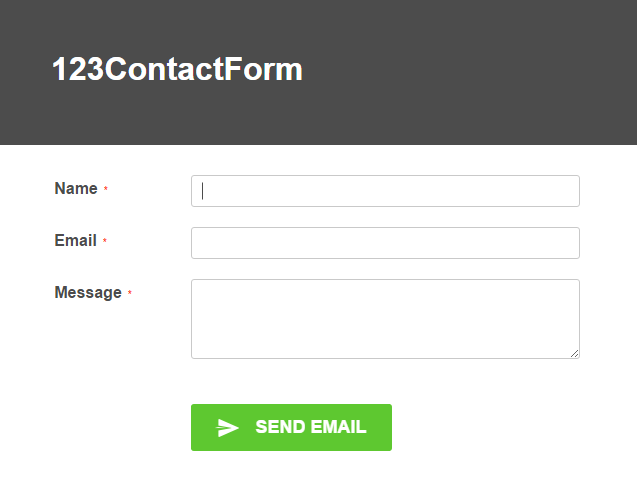 123ContactForm
Name *
Email *
Message *
SEND EMAIL